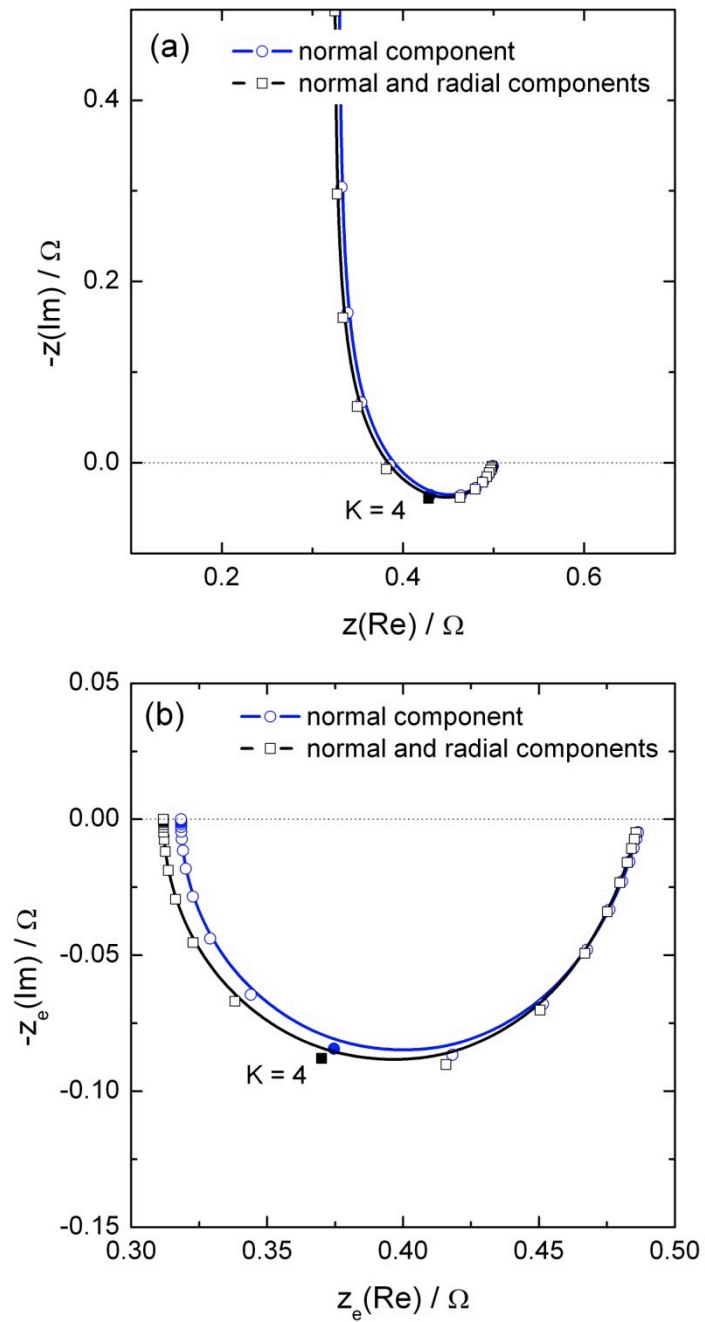 (a)
normal component
normal and radial components
0.4
0.2
0.0
-z(Im) / Ω
K = 4
0.2 0.4 0.6
z(Re) / Ω
(b)
normal component
normal and radial components
0.05
0.00
-0.05
-0.10
-0.15
-zₑ(Im) / Ω
K = 4
0.30 0.35 0.40 0.45 0.50
zₑ(Re) / Ω